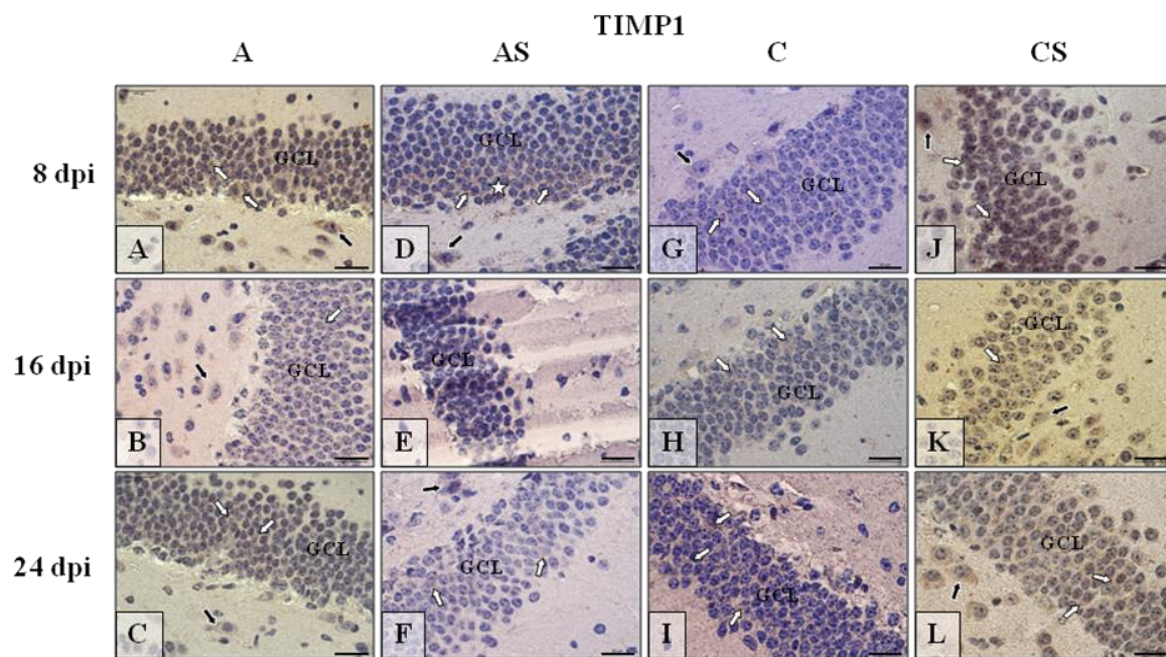 TIMP1
A AS C CS
8 dpi
GCL GCL GCL GCL
A D G J
16 dpi
GCL GCL GCL GCL
B E H K
24 dpi
GCL GCL GCL GCL
C F I L